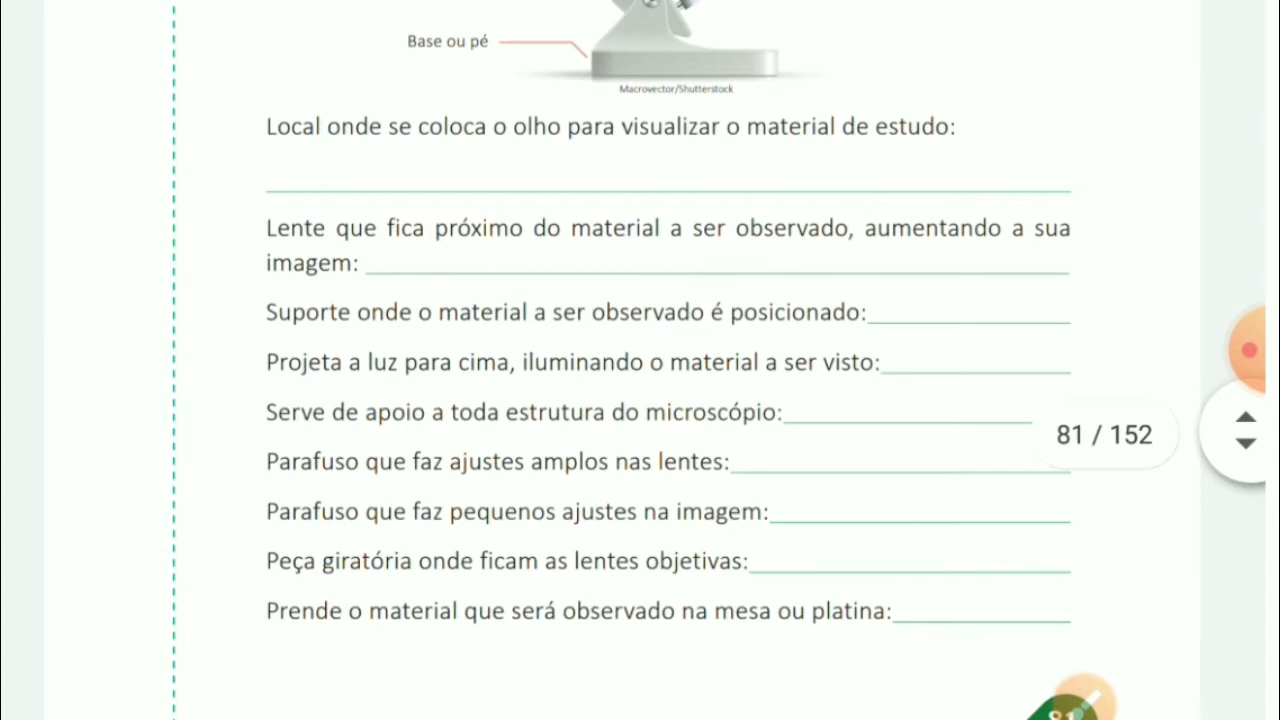 Base ou pé
Macrovector/Shutterstock
Local onde se coloca o olho para visualizar o material de estudo:
Lente que fica próximo do material a ser observado, aumentando a sua
imagem:
Suporte onde o material a ser observado é posicionado:
Projeta a luz para cima, iluminando o material a ser visto:
Serve de apoio a toda estrutura do microscópio:
81 / 152
Parafuso que faz ajustes amplos nas lentes:
Parafuso que faz pequenos ajustes na imagem:
Peça giratória onde ficam as lentes objetivas:
Prende o material que será observado na mesa ou platina:
81